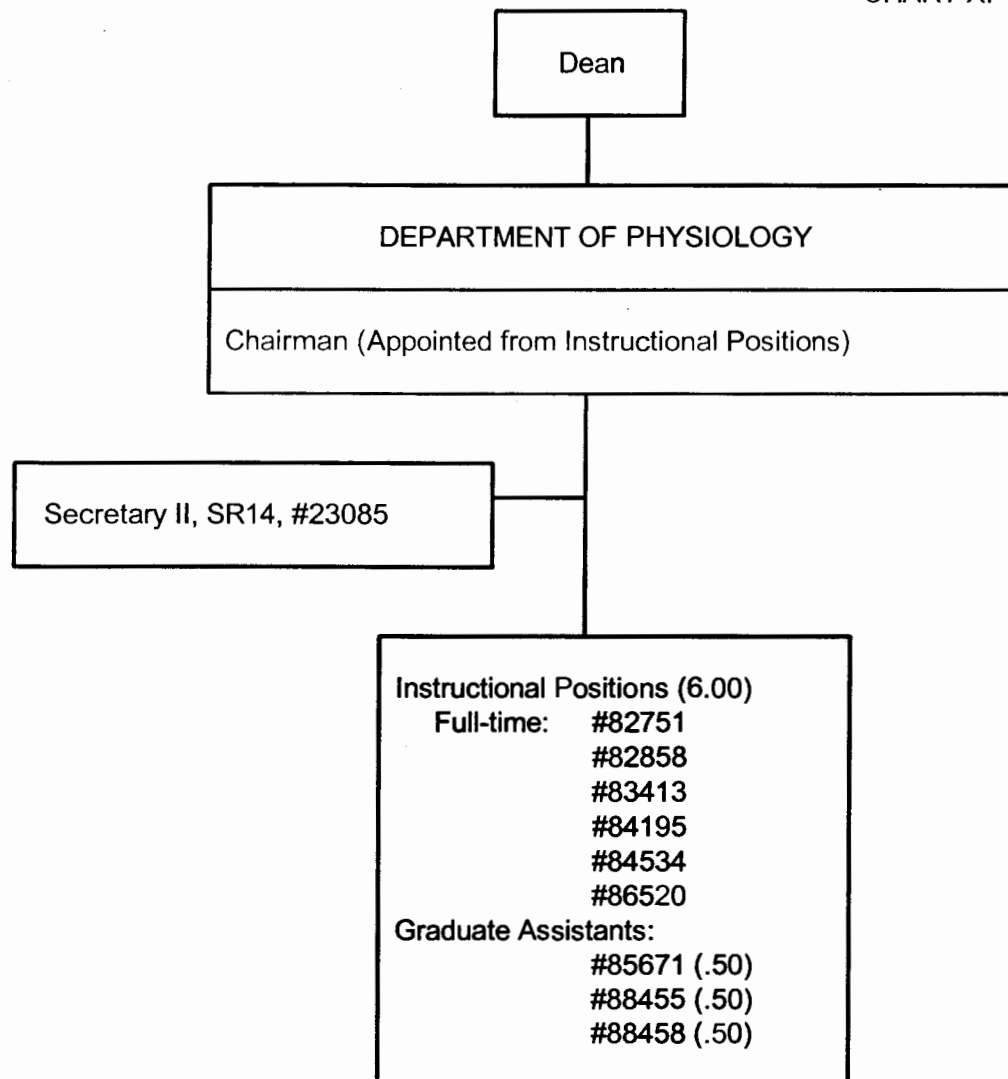 Dean
DEPARTMENT OF PHYSIOLOGY
Chairman (Appointed from Instructional Positions)
Secretary II, SR14, #23085
Instructional Positions (6.00)
Full-time: #82751
#82858
#83413
#84195
#84534
#86520
Graduate Assistants:
#85671 (.50)
#88455 (.50)
#88458 (.50)